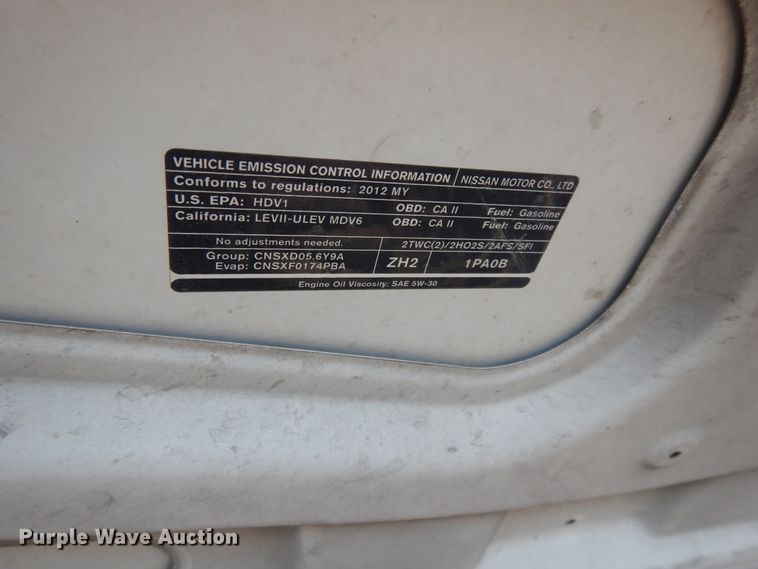 VEHICLE EMISSION CONTROL INFORMATION NISSAN MOTOR CO., LTD
Conforms to regulations: 2012 MY
U.S. EPA: HDV1 OBD: CA II Fuel: Gasoline
California: LEVII-ULEV MDV6 OBD: CA II Fuel: Gasoline
No adjustments needed. 2TWC(2)/2HO2S/2AFS/SFI
Group: CNSXD05.6Y9A
Evap: CNSXF0174PBA ZH2 1PA0B
Engine Oil Viscosity: SAE 5W-30
Purple Wave Auction